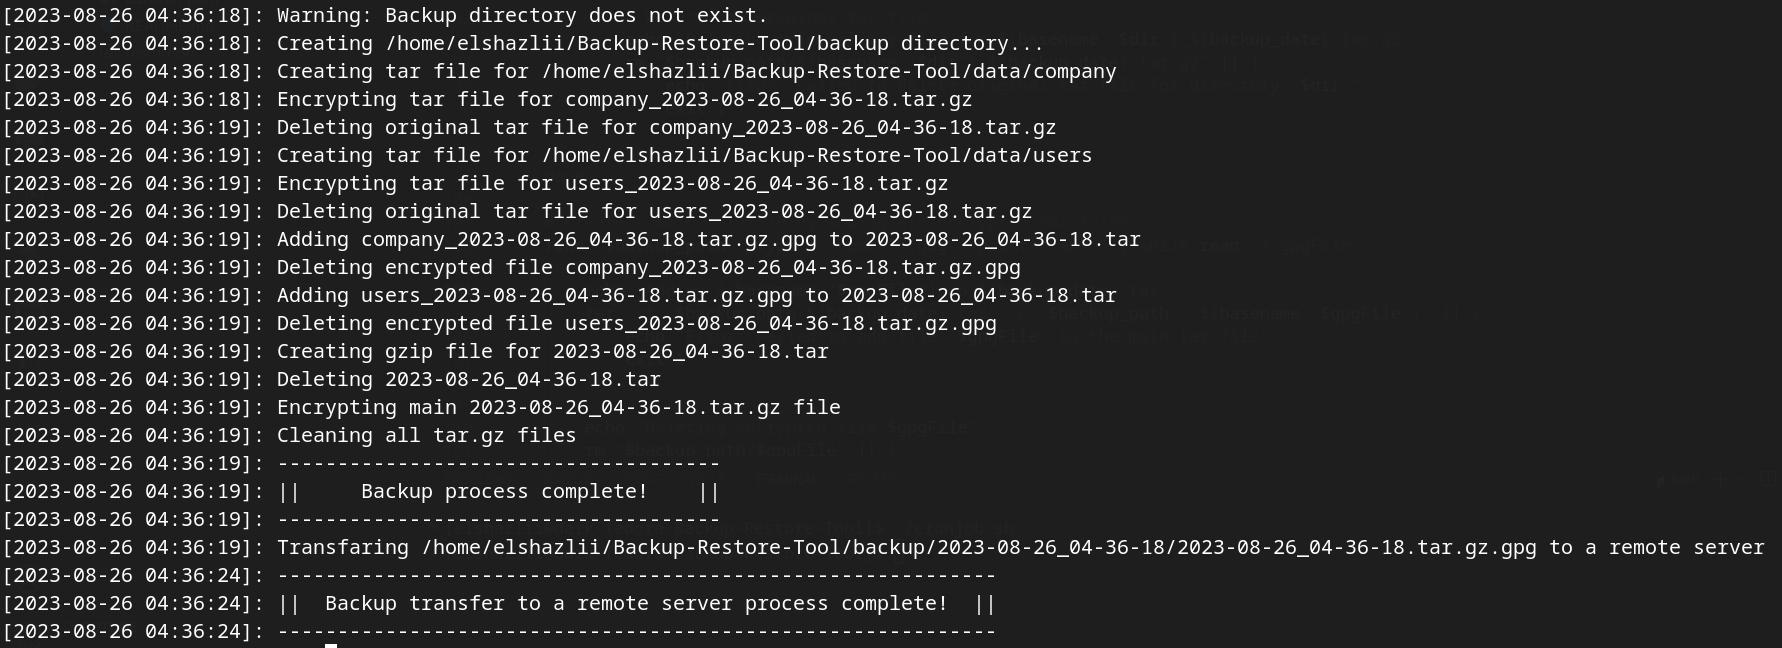 [2023-08-26 04:36:18]: Warning: Backup directory does not exist.
[2023-08-26 04:36:18]: Creating /home/elshazlii/Backup-Restore-Tool/backup directory...
[2023-08-26 04:36:18]: Creating tar file for /home/elshazlii/Backup-Restore-Tool/data/company
[2023-08-26 04:36:18]: Encrypting tar file for company_2023-08-26_04-36-18.tar.gz
[2023-08-26 04:36:18]: Deleting original tar file for company_2023-08-26_04-36-18.tar.gz
[2023-08-26 04:36:19]: Creating tar file for /home/elshazlii/Backup-Restore-Tool/data/users
[2023-08-26 04:36:19]: Encrypting tar file for users_2023-08-26_04-36-18.tar.gz
[2023-08-26 04:36:19]: Deleting original tar file for users_2023-08-26_04-36-18.tar.gz
[2023-08-26 04:36:19]: Adding company_2023-08-26_04-36-18.tar.gz.gpg to 2023-08-26_04-36-18.tar
[2023-08-26 04:36:19]: Deleting encrypted file company_2023-08-26_04-36-18.tar.gz.gpg
[2023-08-26 04:36:19]: Adding users_2023-08-26_04-36-18.tar.gz.gpg to 2023-08-26_04-36-18.tar
[2023-08-26 04:36:19]: Deleting encrypted file users_2023-08-26_04-36-18.tar.gz.gpg
[2023-08-26 04:36:19]: Creating gzip file for 2023-08-26_04-36-18.tar
[2023-08-26 04:36:19]: Deleting 2023-08-26_04-36-18.tar
[2023-08-26 04:36:19]: Encrypting main 2023-08-26_04-36-18.tar.gz file
[2023-08-26 04:36:19]: Cleaning all tar.gz files
[2023-08-26 04:36:19]: -------------------------------------
[2023-08-26 04:36:19]: ||     Backup process complete!    ||
[2023-08-26 04:36:19]: -------------------------------------
[2023-08-26 04:36:19]: Transfaring /home/elshazlii/Backup-Restore-Tool/backup/2023-08-26_04-36-18/2023-08-26_04-36-18.tar.gz.gpg to a remote server
[2023-08-26 04:36:24]: ------------------------------------------------------------
[2023-08-26 04:36:24]: ||  Backup transfer to a remote server process complete!  ||
[2023-08-26 04:36:24]: ------------------------------------------------------------